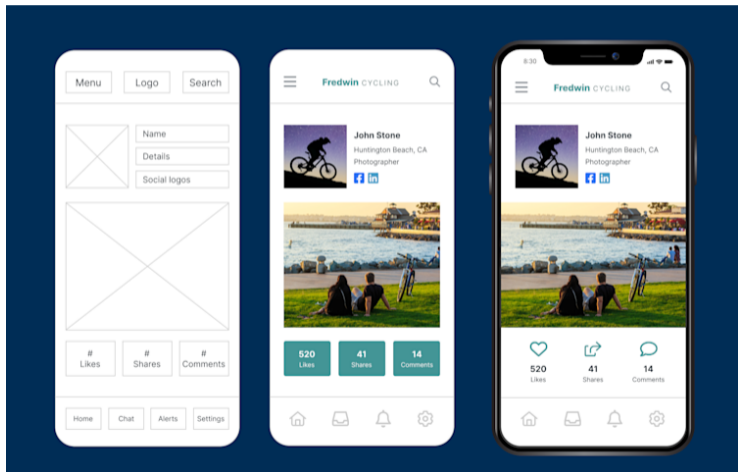 Menu Logo Search
Name
Details
Social logos
# # #
Likes Shares Comments
Home Chat Alerts Settings
Fredwin CYCLING
John Stone
Huntington Beach, CA
Photographer
f in
520 41 14
Likes Shares Comments
8:30
Fredwin CYCLING
John Stone
Huntington Beach, CA
Photographer
f in
520 41 14
Likes Shares Comments